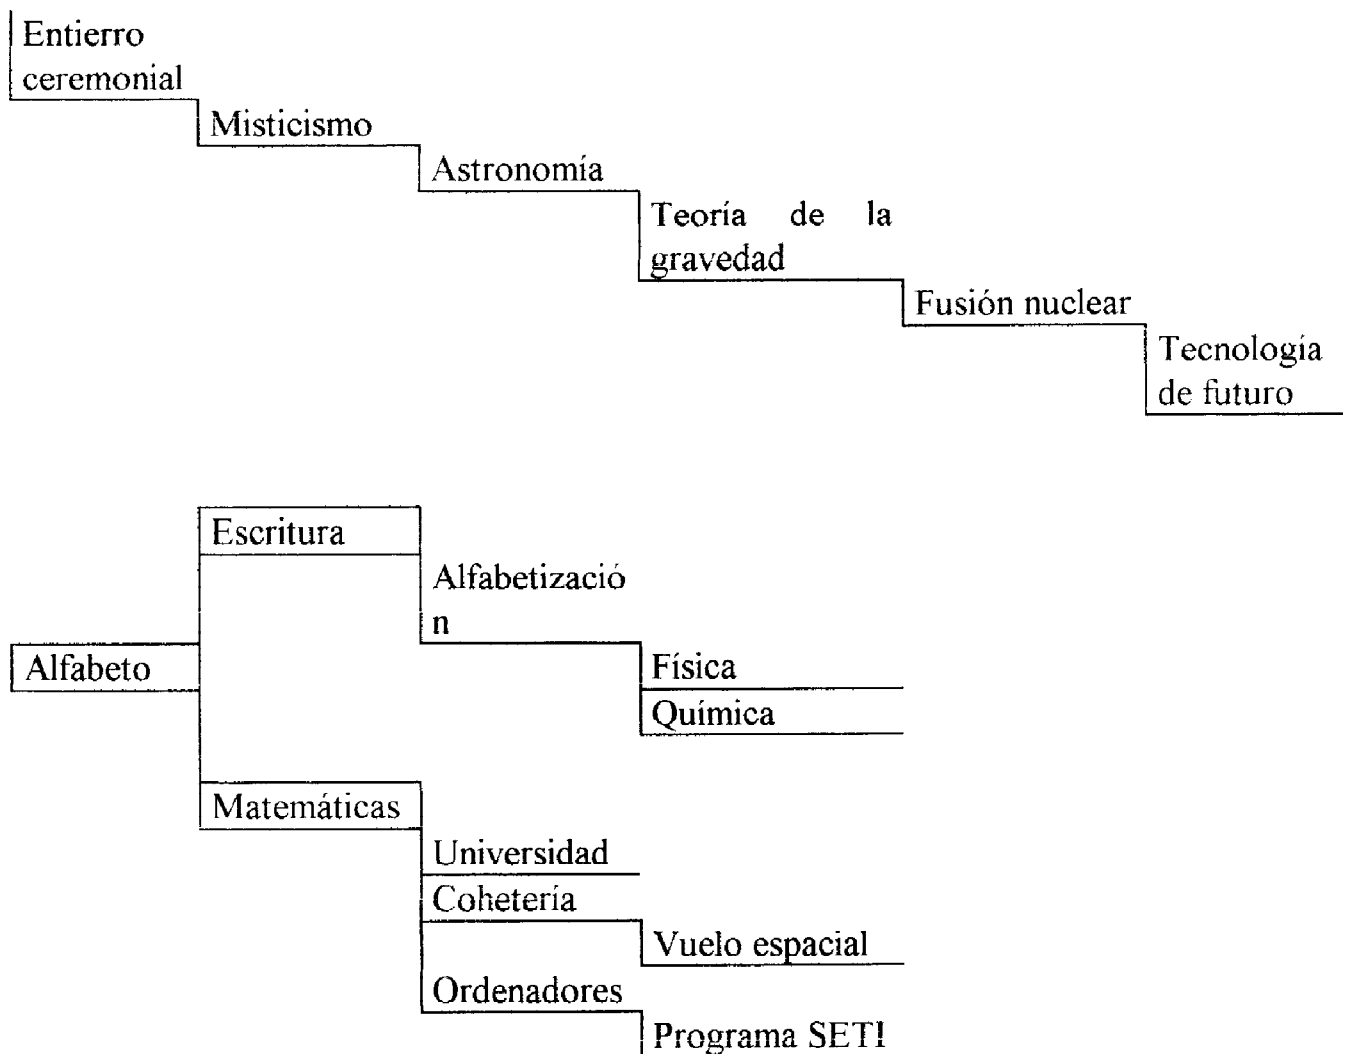 Entierro
ceremonial
Misticismo
Astronomía
Teoría de la
gravedad
Fusión nuclear
Tecnología
de futuro
Escritura
Alfabetizació
n
Alfabeto
Física
Química
Matemáticas
Universidad
Cohetería
Vuelo espacial
Ordenadores
Programa SETI